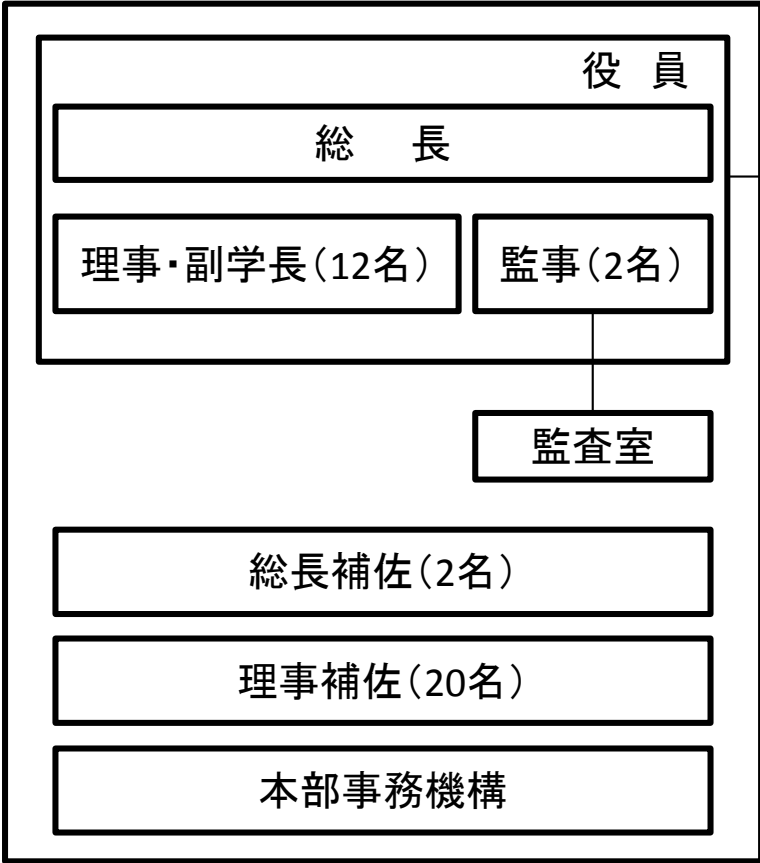 役 員
総 長
理事・副学長（12名）
監事（2名）
監査室
総長補佐（2名）
理事補佐（20名）
本部事務機構